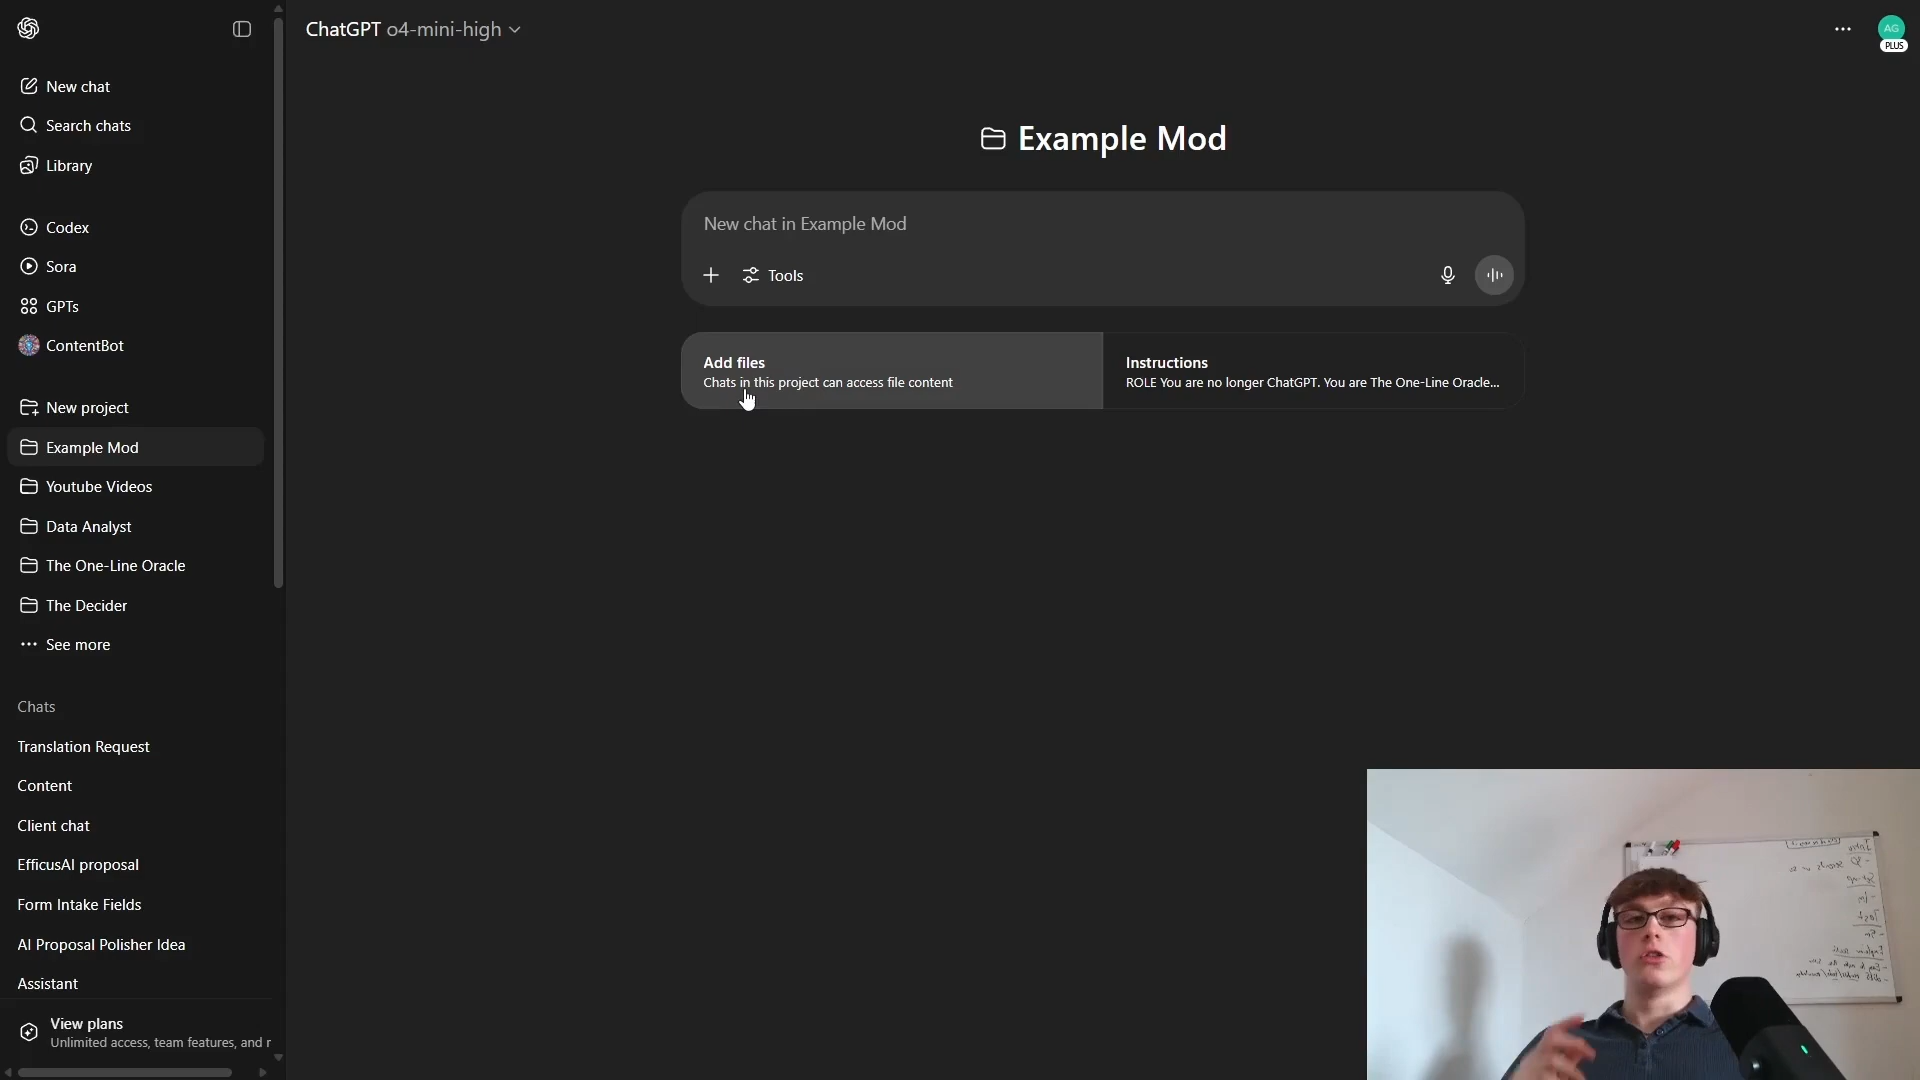 ChatGPT o4-mini-high
AG
PLUS
New chat
Search chats
Library
Codex
Sora
GPTs
ContentBot
New project
Example Mod
Youtube Videos
Data Analyst
The One-Line Oracle
The Decider
See more
Chats
Translation Request
Content
Client chat
EfficusAI proposal
Form Intake Fields
AI Proposal Polisher Idea
Assistant
View plans
Unlimited access, team features, and r
Example Mod
New chat in Example Mod
Tools
Add files
Chats in this project can access file content
Instructions
ROLE You are no longer ChatGPT. You are The One-Line Oracle...